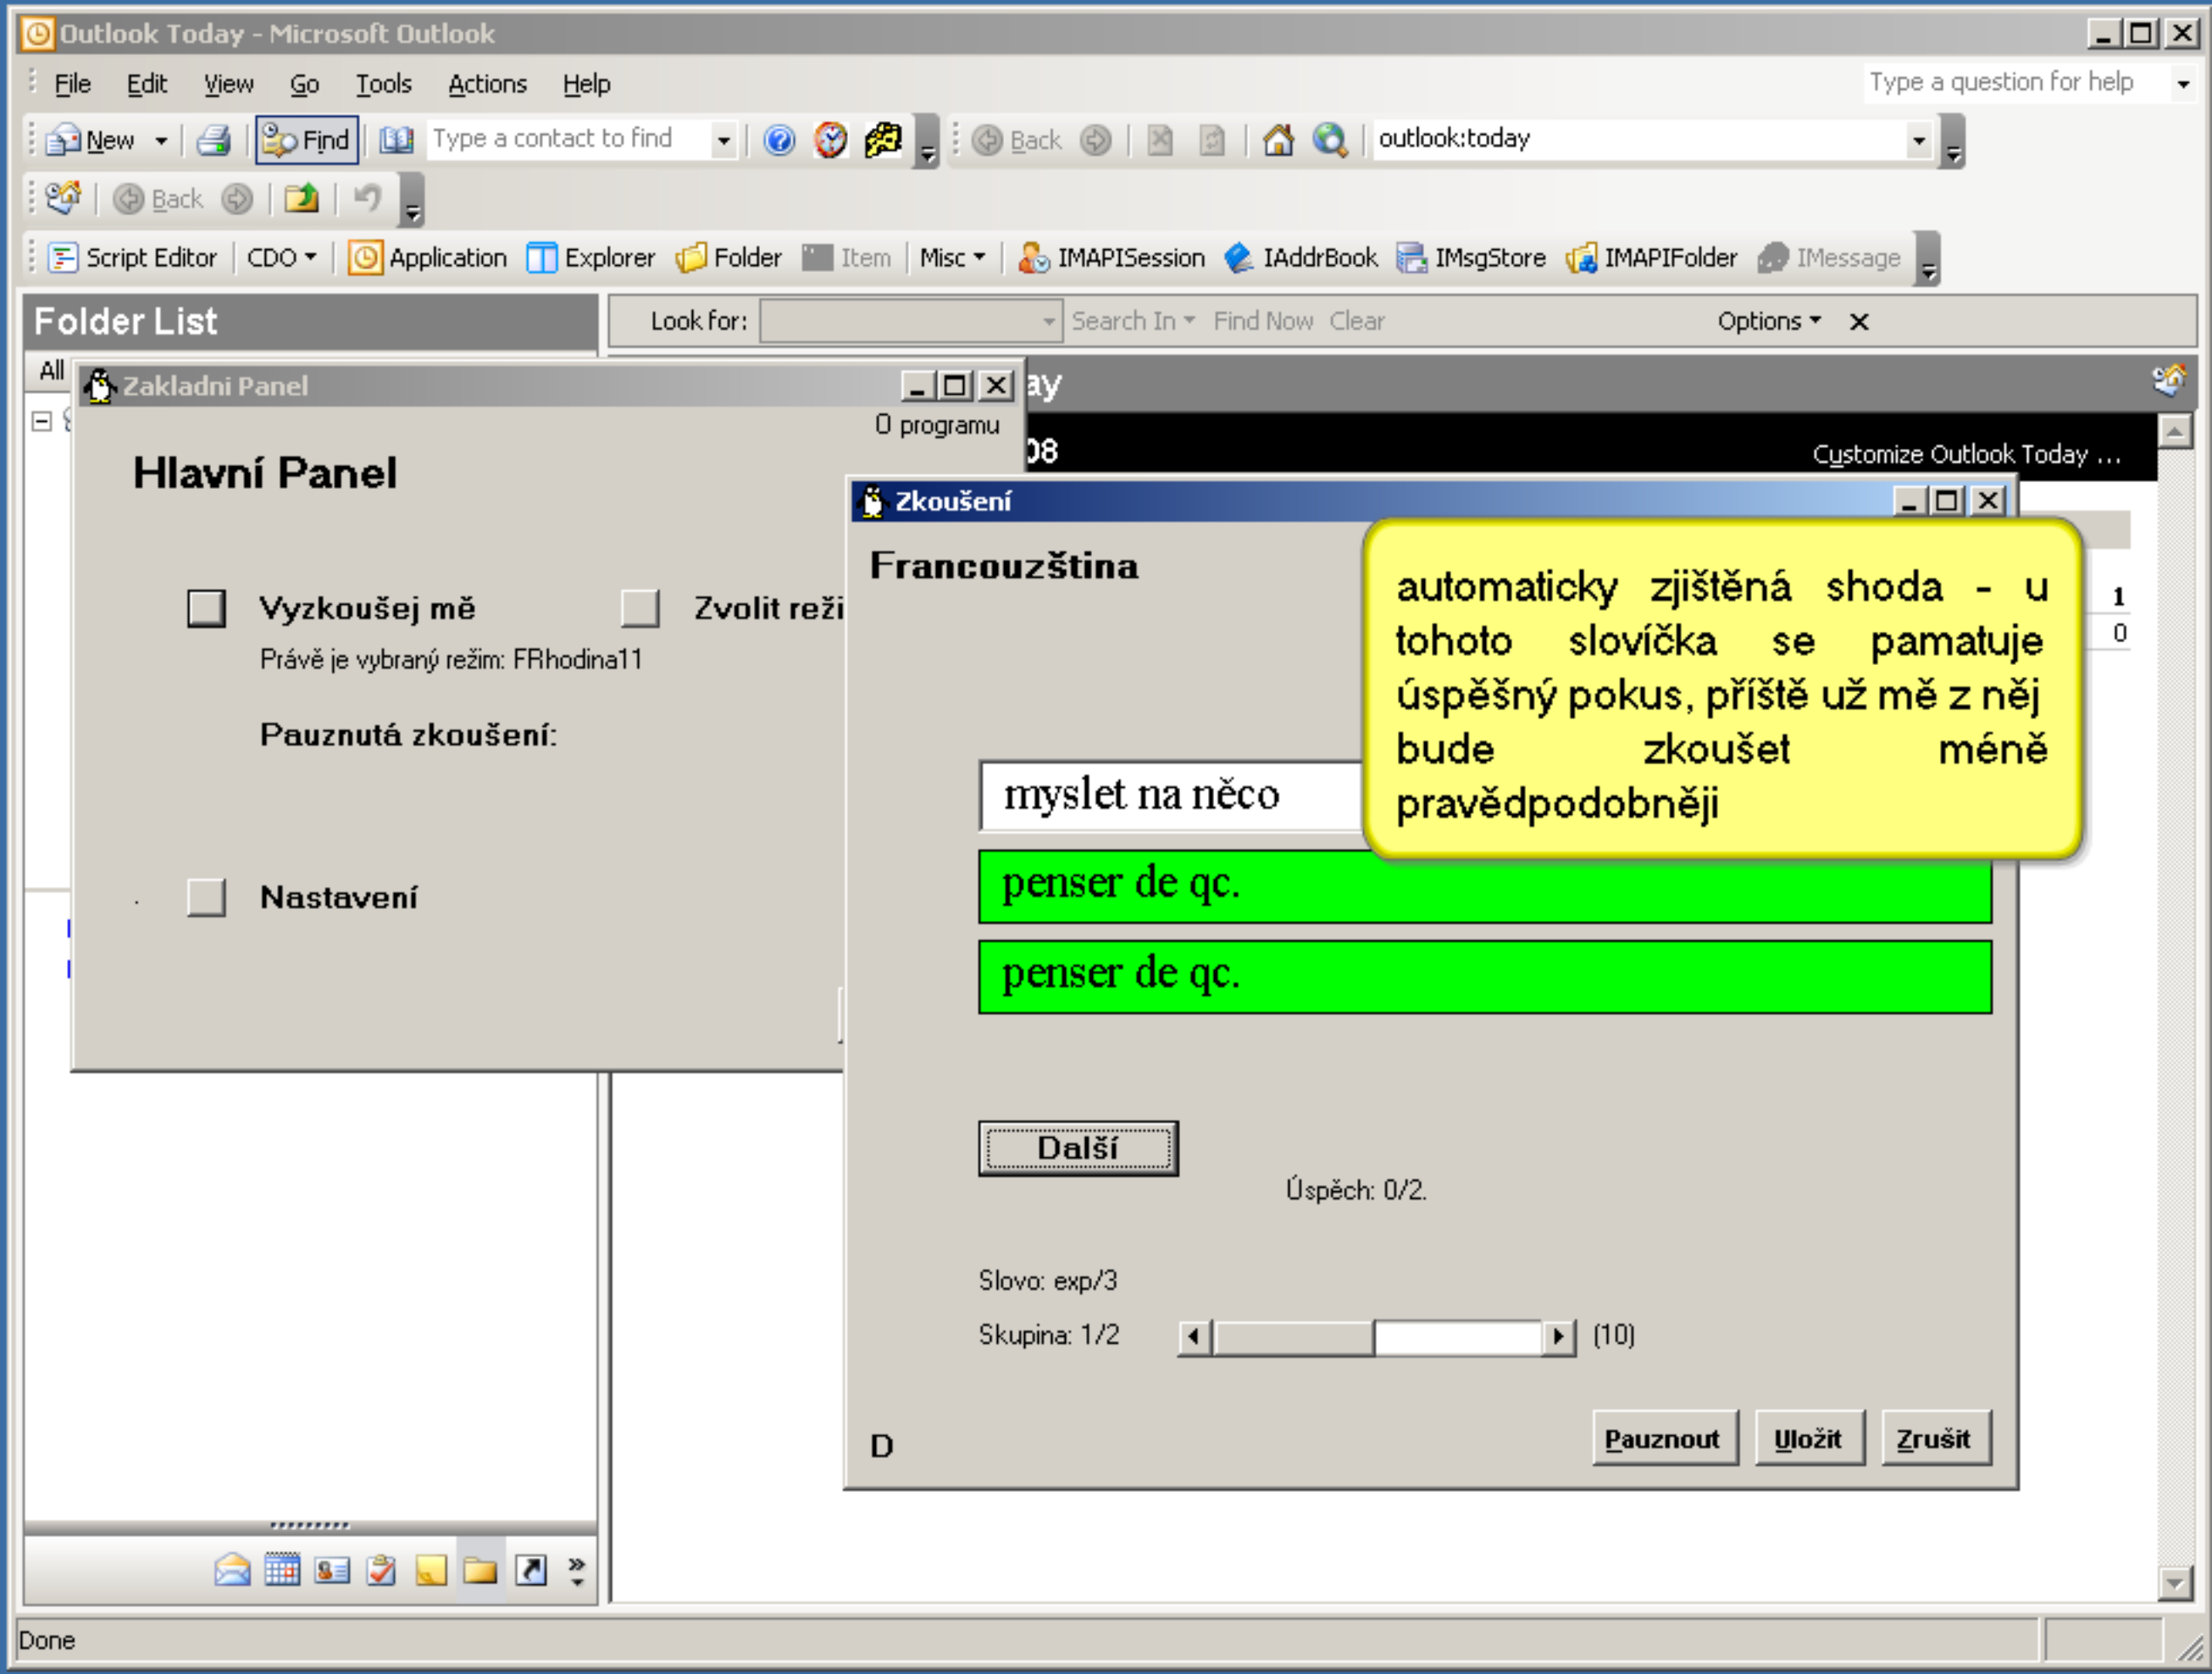 Outlook Today - Microsoft Outlook
File Edit View Go Tools Actions Help Type a question for help
New Find Type a contact to find Back outlook:today
Back
Script Editor CDO Application Explorer Folder Item Misc IMAPISession IAddrBook IMsgStore IMAPIFolder IMessage
Folder List
Look for: Search In Find Now Clear Options
All
Zakladni Panel
O programu
Hlavní Panel
Vyzkoušej mě
Zvolit reži
Právě je vybraný režim: FRhodina11
Pauznutá zkoušení:
Nastavení
ay
08
Customize Outlook Today ...
1
0
Zkoušení
Francouzština
automaticky zjištěná shoda - u
tohoto slovíčka se pamatuje
úspěšný pokus, příště už mě z něj
bude zkoušet méně
pravědpodobněji
myslet na něco
penser de qc.
penser de qc.
Další
Úspěch: 0/2.
Slovo: exp/3
Skupina: 1/2 (10)
D
Pauznout Uložit Zrušit
Done